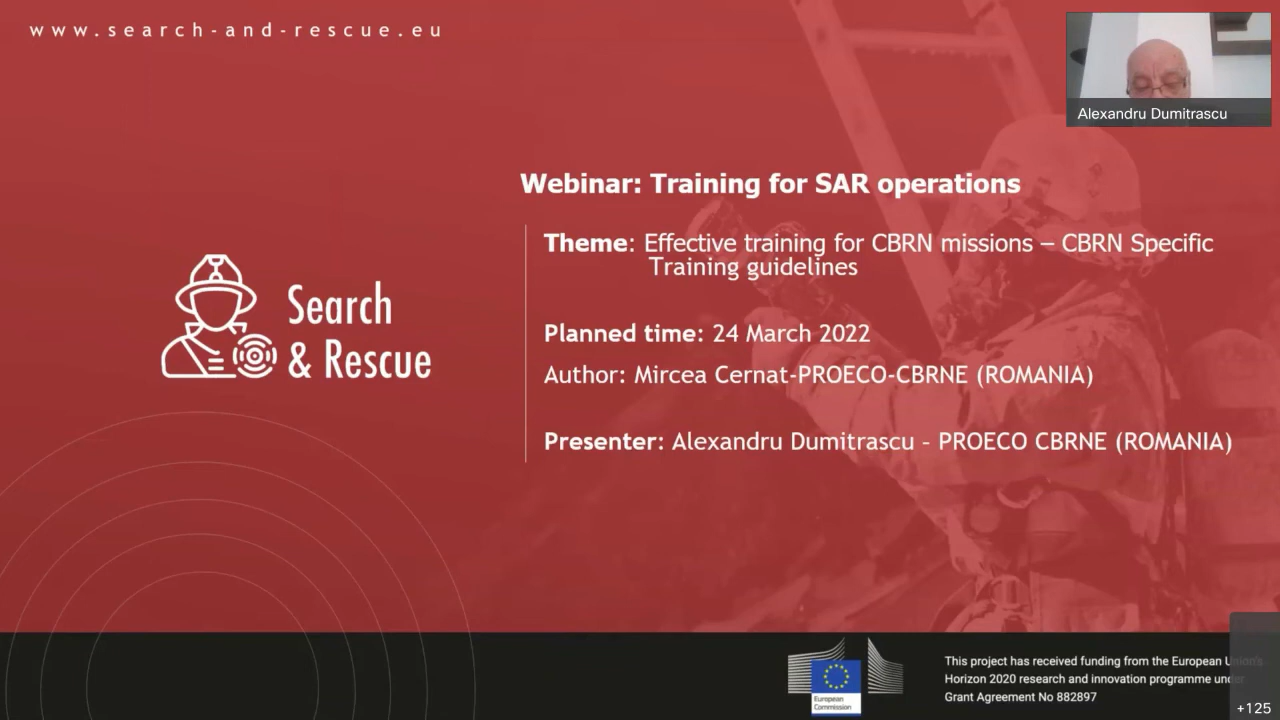 www.search-and-rescue.eu
Alexandru Dumitrascu
Webinar: Training for SAR operations
Theme: Effective training for CBRN missions – CBRN Specific
Training guidelines
Search
& Rescue
Planned time: 24 March 2022
Author: Mircea Cernat-PROECO-CBRNE (ROMANIA)
Presenter: Alexandru Dumitrascu - PROECO CBRNE (ROMANIA)
European
Commission
This project has received funding from the European Union's
Horizon 2020 research and innovation programme under
Grant Agreement No 882897
+125